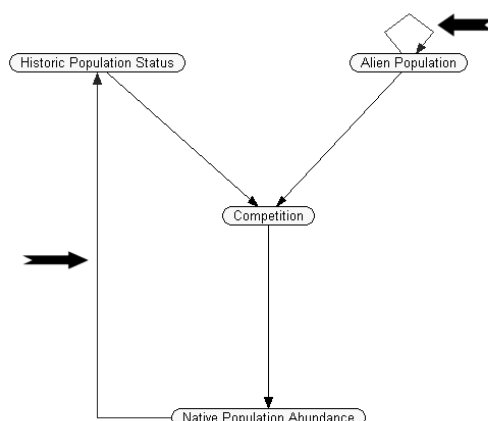 Historic Population Status
Alien Population
Competition
Native Population Abundance